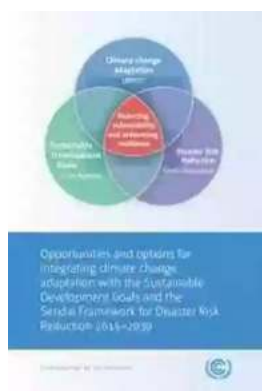 Climate change
adaptation
Reducing
vulnerability
and enhancing
resilience
Sustainable
Development
Goals
Disaster Risk
Reduction
Opportunities and options for
integrating climate change
adaptation with the Sustainable
Development Goals and the
Sendai Framework for Disaster Risk
Reduction 2015–2030